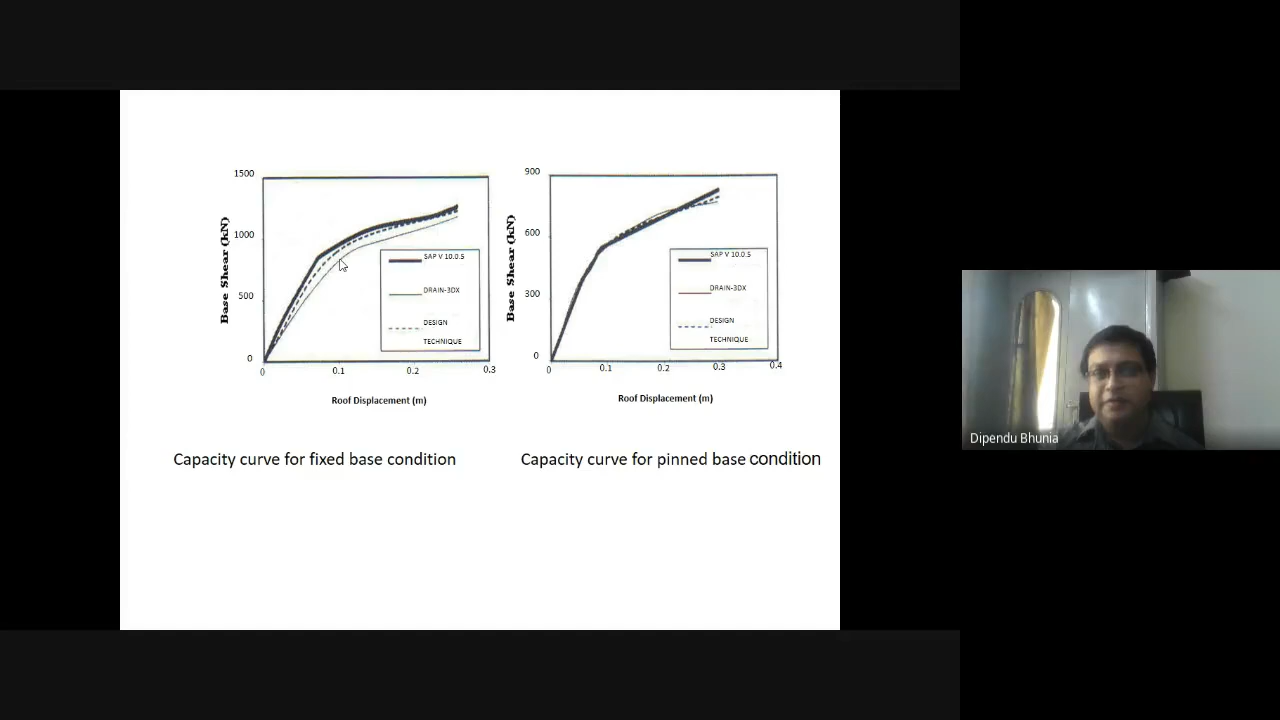 1500
1000
500
0
0
0.1
0.2
0.3
Base Shear (kN)
Roof Displacement (m)
SAP V 10.0.5
DRAIN-3DX
DESIGN
TECHNIQUE
Capacity curve for fixed base condition
900
600
300
0
0
0.1
0.2
0.3
0.4
Base Shear (kN)
Roof Displacement (m)
SAP V 10.0.5
DRAIN-3DX
DESIGN
TECHNIQUE
Capacity curve for pinned base condition
Dipendu Bhunia